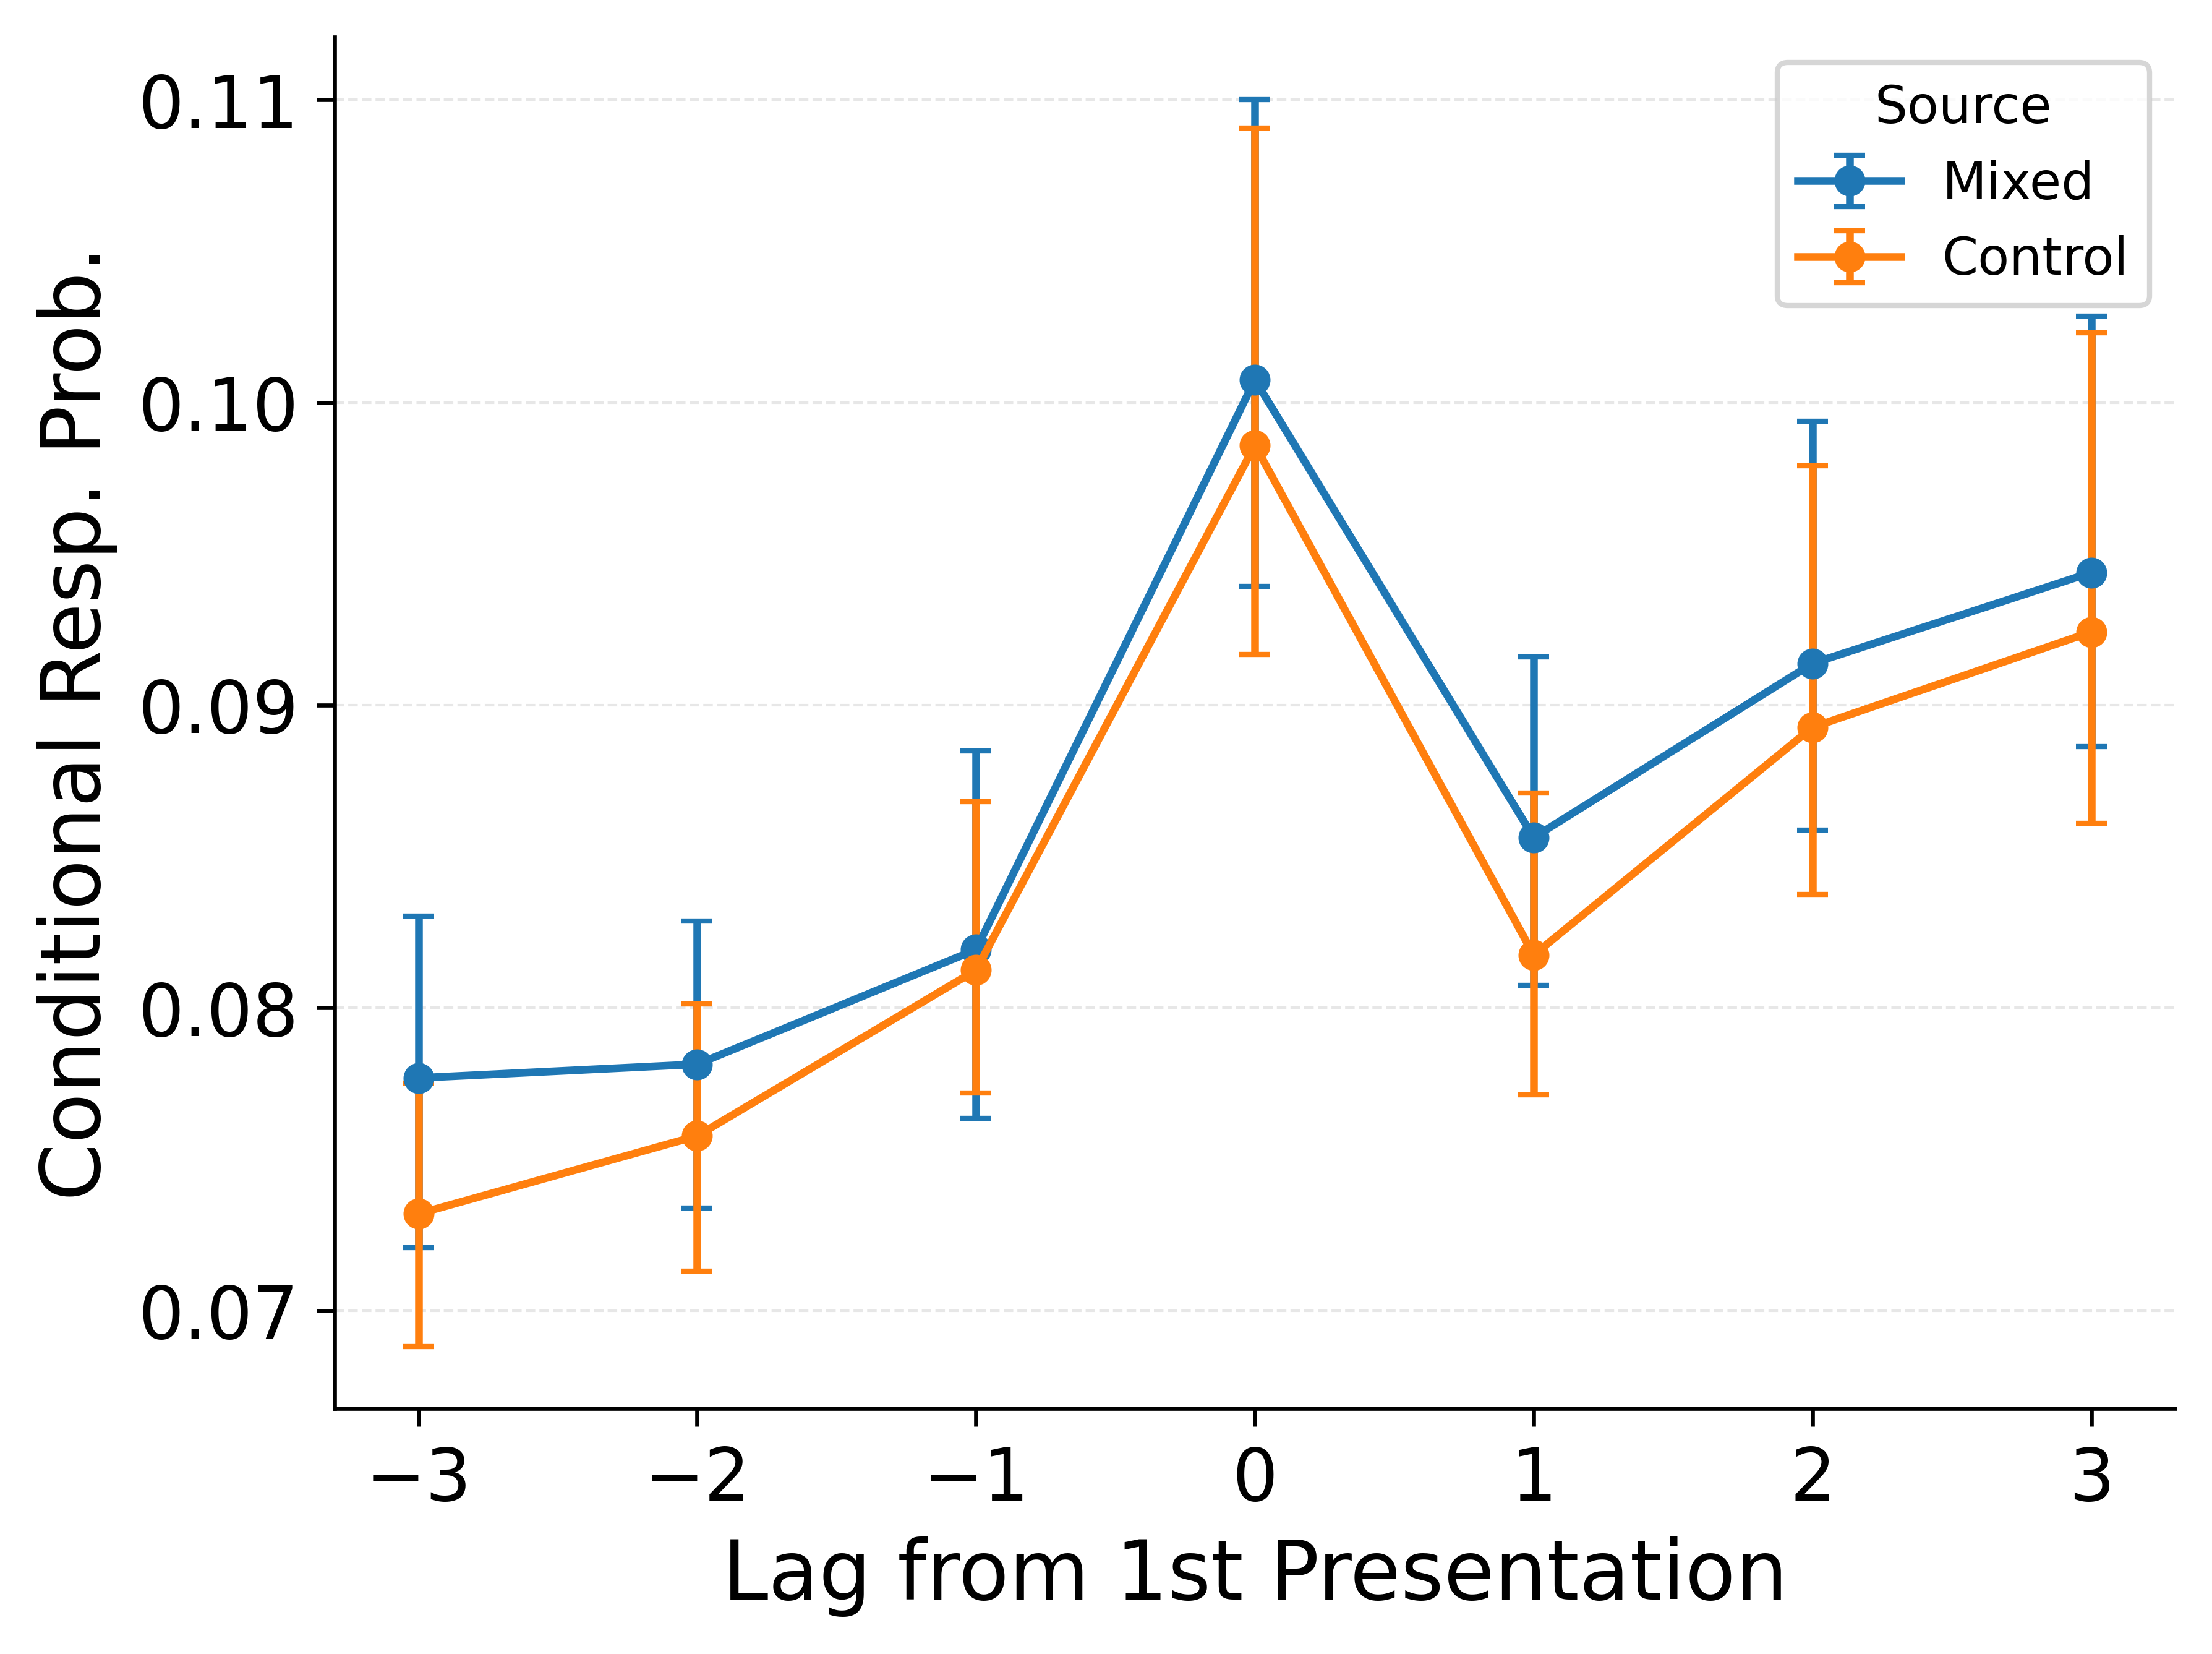 0.11
0.10
0.09
0.08
0.07
Conditional Resp. Prob.
Source
Mixed
Control
−3 −2 −1 0 1 2 3
Lag from 1st Presentation